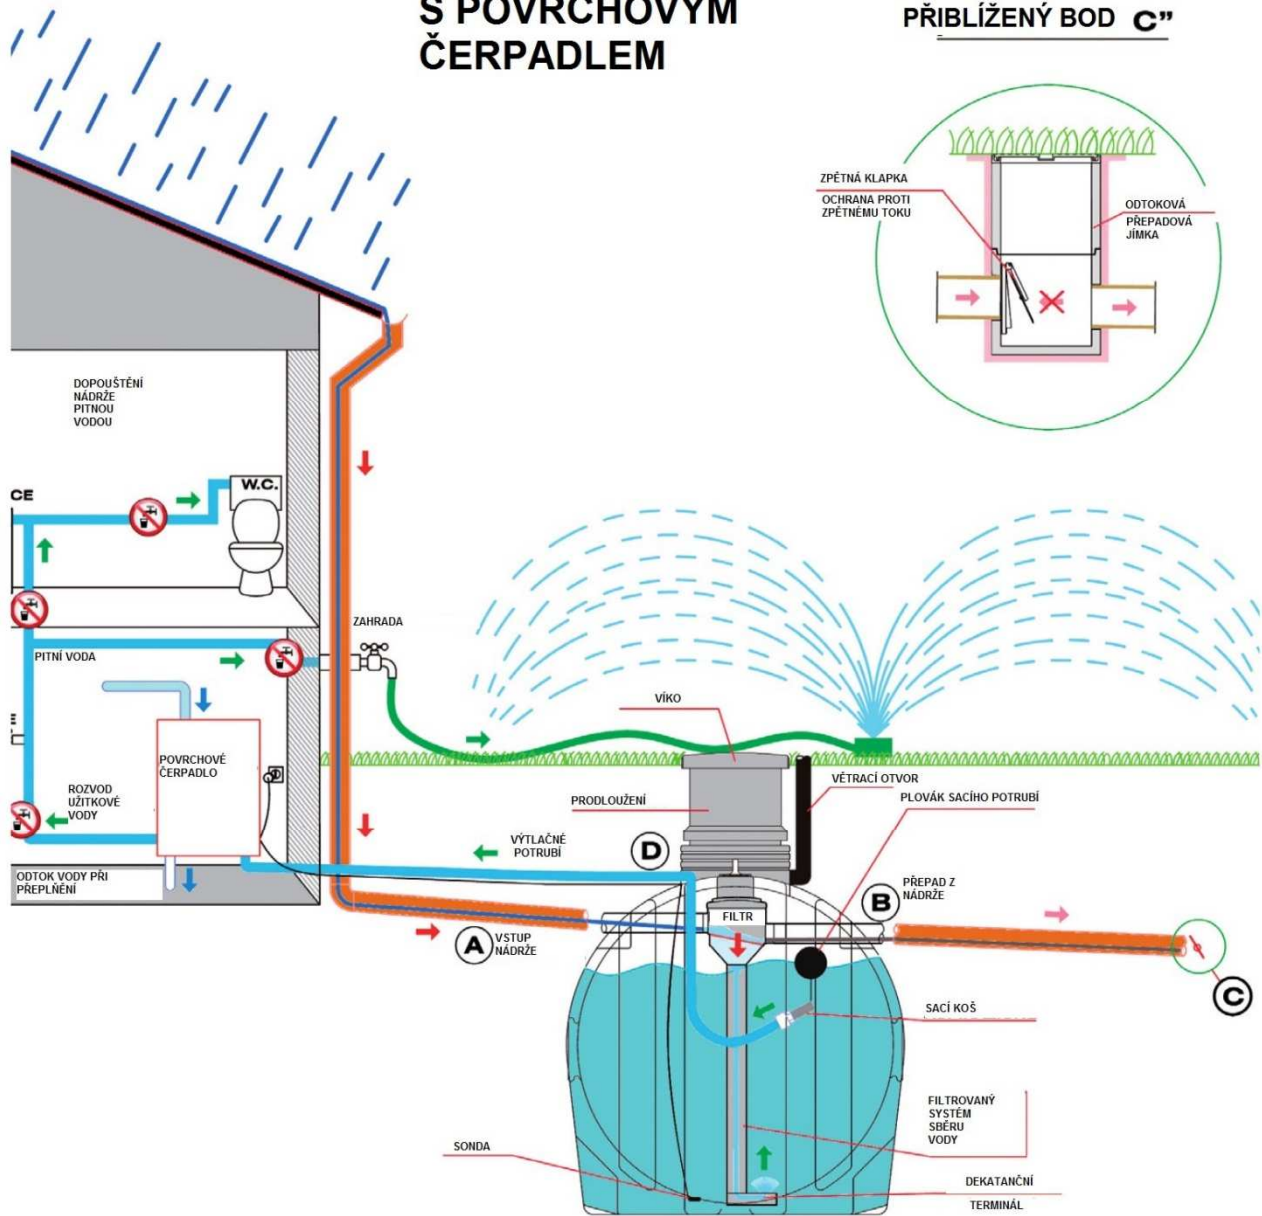 S POVRCHOVÝM
ČERPADLEM
PŘIBLÍŽENÝ BOD C”
ZPĚTNÁ KLAPKA
OCHRANA PROTI
ZPĚTNÉMU TOKU
ODTOKOVÁ
PŘEPADOVÁ
JÍMKA
DOPOUŠTĚNÍ
NÁDRŽE
PITNOU
VODOU
W.C.
CE
ZAHRADA
PITNÍ VODA
VÍKO
POVRCHOVÉ
ČERPADLO
VĚTRACÍ OTVOR
PRODLOUŽENÍ
PLOVÁK SACÍHO POTRUBÍ
ROZVOD
UŽITKOVÉ
VODY
VÝTLAČNÉ
POTRUBÍ
D
ODTOK VODY PŘI
PŘEPLŇĚNÍ
PŘEPAD Z
NÁDRŽE
B
FILTR
A
VSTUP
NÁDRŽE
C
SACÍ KOŠ
FILTROVANÝ
SYSTÉM
SBĚRU
VODY
SONDA
DEKATANČNÍ
TERMINÁL